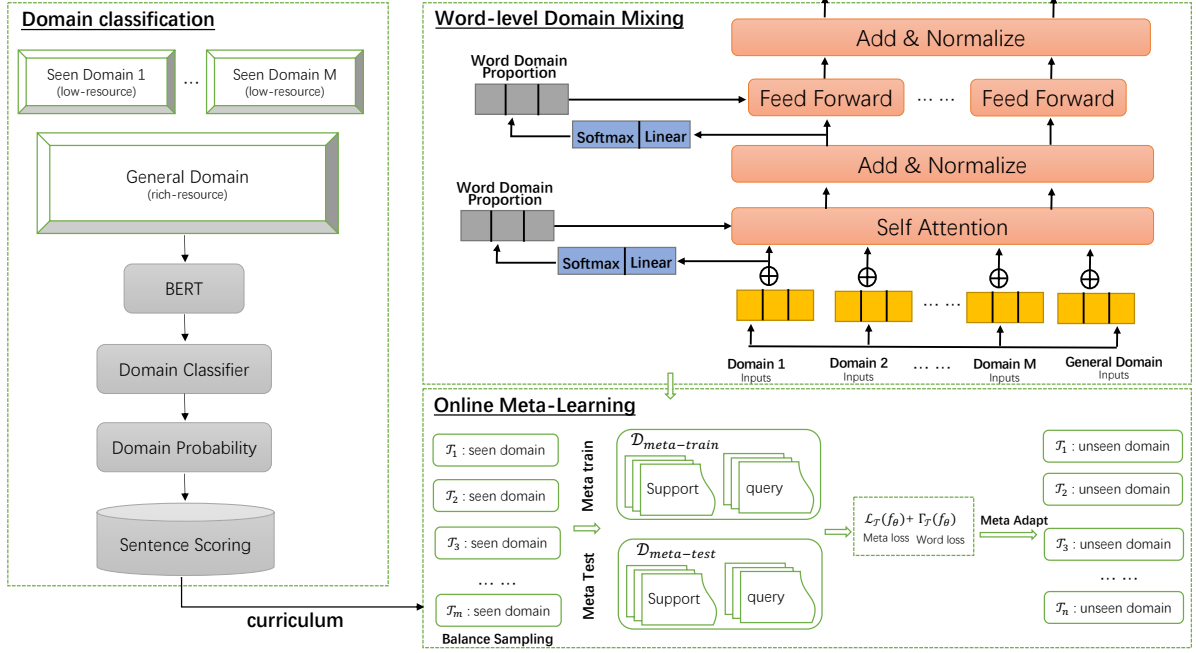 Domain classification
Seen Domain 1
(low-resource)
...
Seen Domain M
(low-resource)
General Domain
(rich-resource)
BERT
Domain Classifier
Domain Probability
Sentence Scoring
curriculum
Word-level Domain Mixing
Add & Normalize
Word Domain
Proportion
Feed Forward
... ...
Feed Forward
Softmax
Linear
Add & Normalize
Word Domain
Proportion
Self Attention
Softmax
Linear
... ...
Domain 1
Inputs
Domain 2
Inputs
... ...
Domain M
Inputs
General Domain
Inputs
Online Meta-Learning
𝒯₁ : seen domain
𝒯₂ : seen domain
𝒯₃ : seen domain
... ...
𝒯ₘ : seen domain
Balance Sampling
Meta train
Meta Test
𝒟meta−train
Support
query
𝒟meta−test
Support
query
ℒ𝒯(fθ)+ Γ𝒯(fθ)
Meta loss Word loss
Meta Adapt
𝒯₁ : unseen domain
𝒯₂ : unseen domain
𝒯₃ : unseen domain
... ...
𝒯ₙ : unseen domain